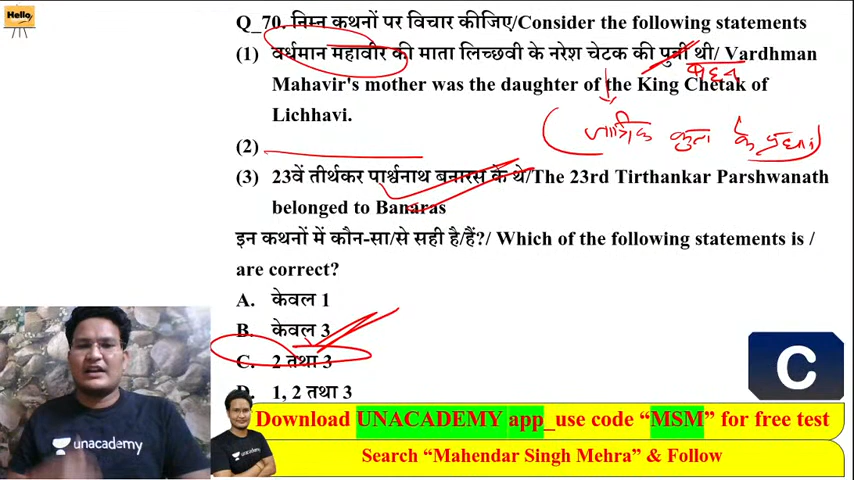 Hello
Q_70. निम्न कथनों पर विचार कीजिए/Consider the following statements
(1) वर्धमान महावीर की माता लिच्छवी के नरेश चेटक की पुत्री थी/ Vardhman
बहन
Mahavir's mother was the daughter of the King Chetak of
Lichhavi.
कुल के
(2)
(3) 23वें तीर्थकर पार्श्वनाथ बनारस के थे/The 23rd Tirthankar Parshwanath
belonged to Banaras
इन कथनों में कौन-सा/से सही है/हैं?/ Which of the following statements is /
are correct?
A. केवल 1
B. केवल 3
C. 2 तथा 3
D. 1, 2 तथा 3
C
unacademy
Download UNACADEMY app_use code “MSM” for free test
Search “Mahendar Singh Mehra” & Follow